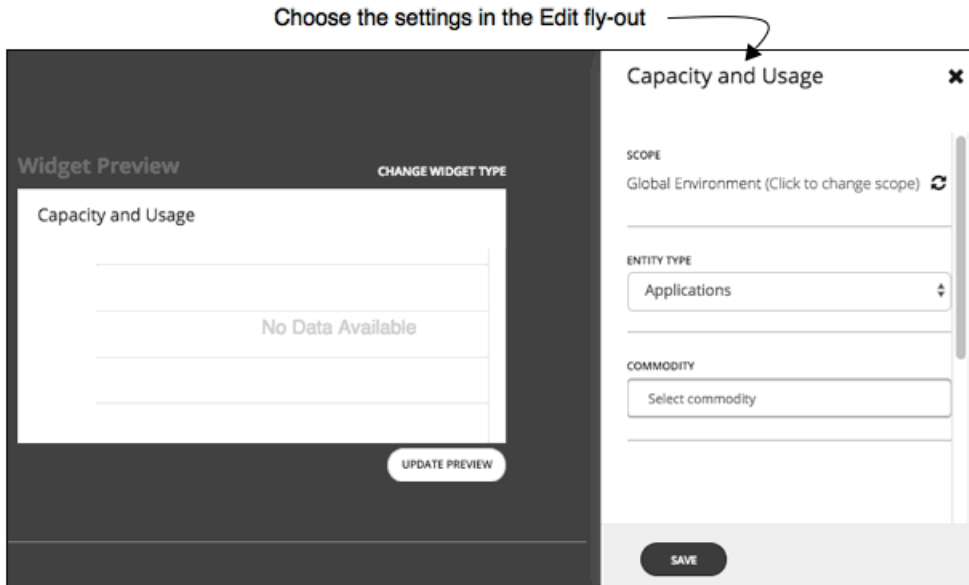 Choose the settings in the Edit fly-out
Capacity and Usage
Widget Preview
CHANGE WIDGET TYPE
Capacity and Usage
No Data Available
UPDATE PREVIEW
SCOPE
Global Environment (Click to change scope)
ENTITY TYPE
Applications
COMMODITY
Select commodity
SAVE